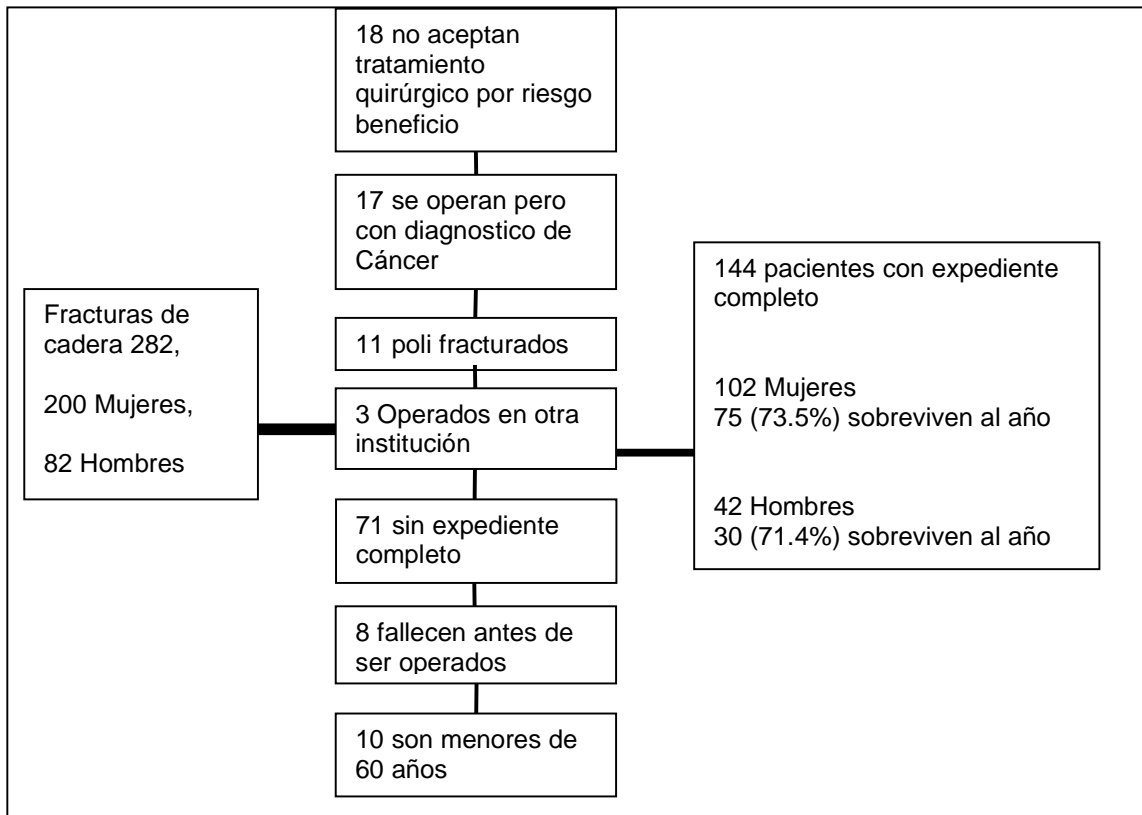 18 no aceptan
tratamiento
quirúrgico por riesgo
beneficio
17 se operan pero
con diagnostico de
Cáncer
11 poli fracturados
Fracturas de
cadera 282,
200 Mujeres,
82 Hombres
3 Operados en otra
institución
71 sin expediente
completo
8 fallecen antes de
ser operados
10 son menores de
60 años
144 pacientes con expediente
completo
102 Mujeres
75 (73.5%) sobreviven al año
42 Hombres
30 (71.4%) sobreviven al año